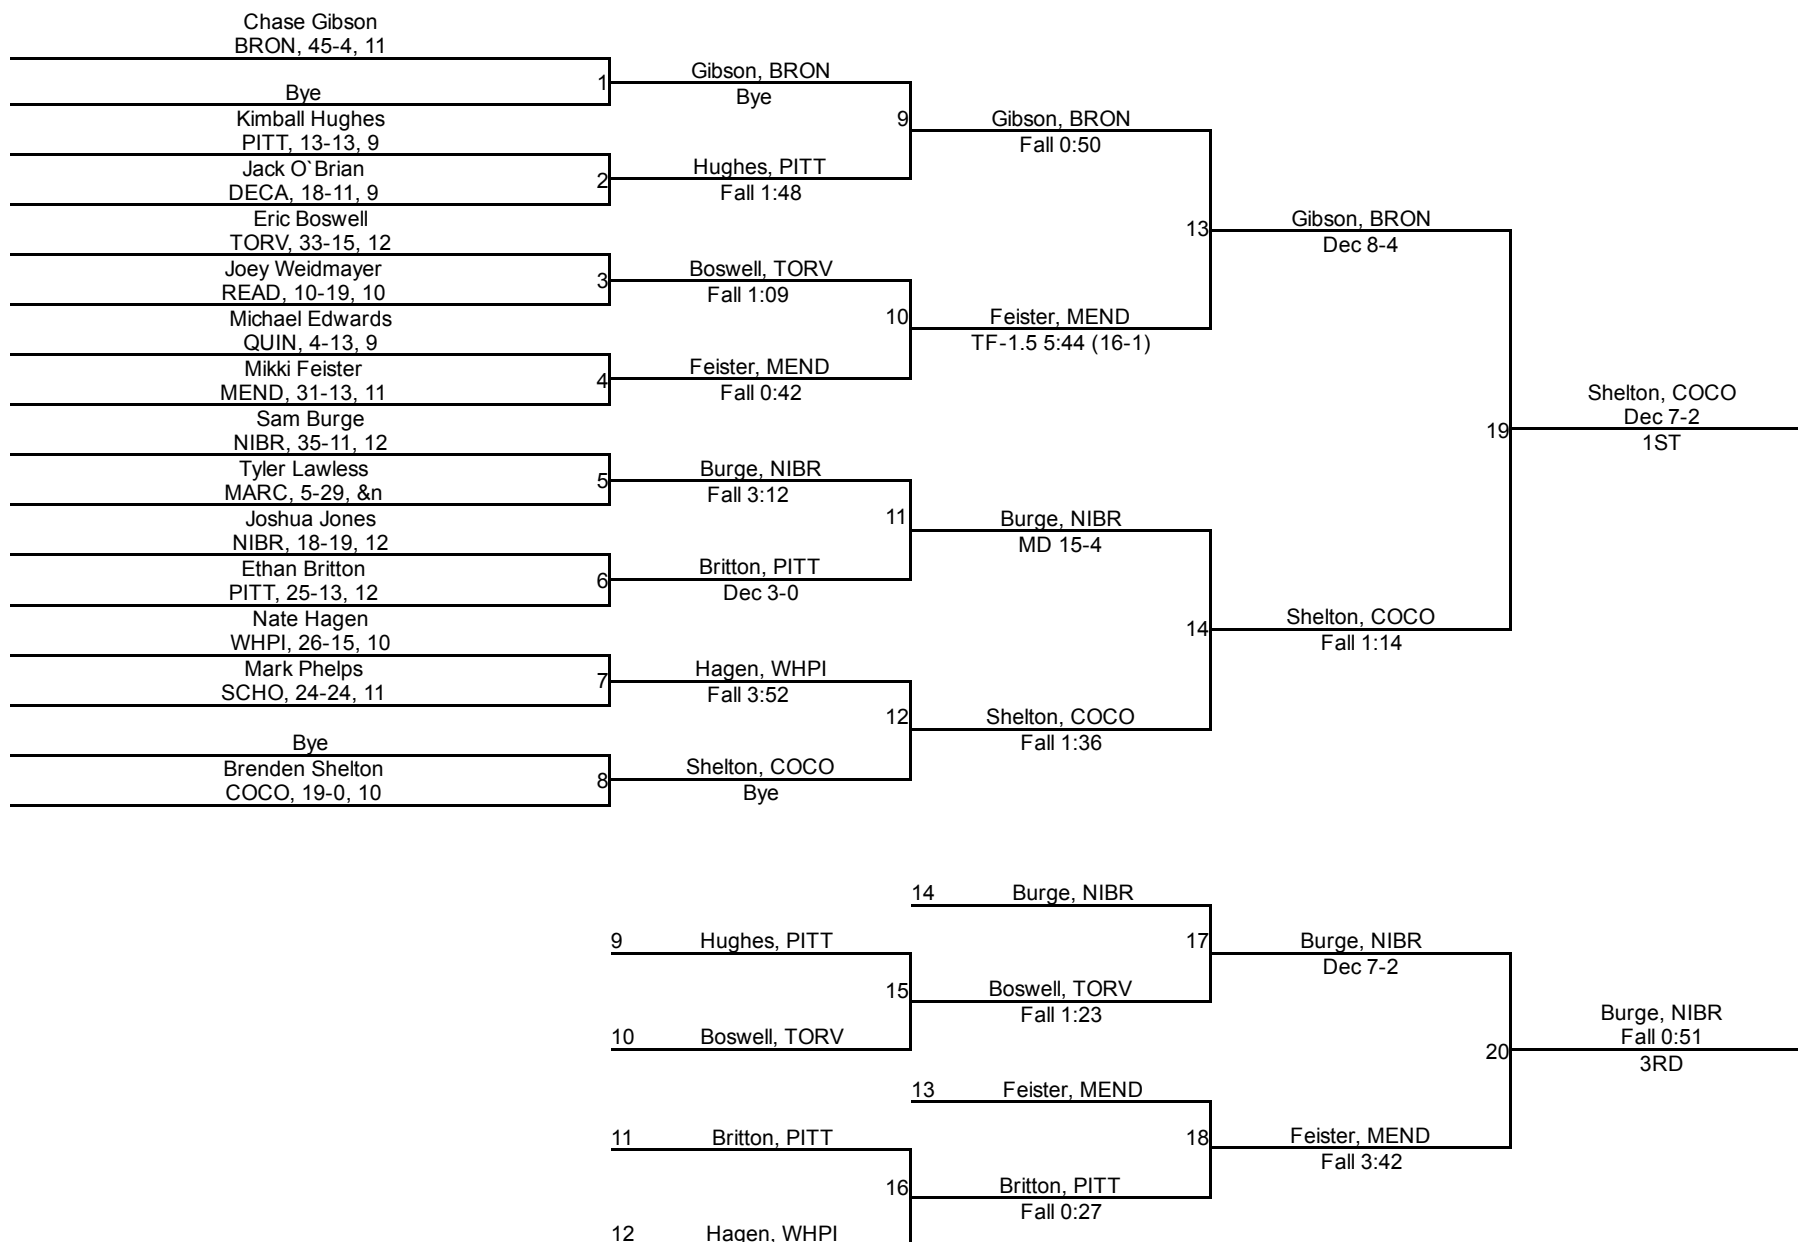 Chase Gibson
BRON, 45-4, 11
Bye
1
Kimball Hughes
PITT, 13-13, 9
Jack O`Brian
DECA, 18-11, 9
2
Eric Boswell
TORV, 33-15, 12
Joey Weidmayer
READ, 10-19, 10
3
Michael Edwards
QUIN, 4-13, 9
Mikki Feister
MEND, 31-13, 11
4
Sam Burge
NIBR, 35-11, 12
Tyler Lawless
MARC, 5-29, &n
5
Joshua Jones
NIBR, 18-19, 12
Ethan Britton
PITT, 25-13, 12
6
Nate Hagen
WHPI, 26-15, 10
Mark Phelps
SCHO, 24-24, 11
7
Bye
Brenden Shelton
COCO, 19-0, 10
8
Gibson, BRON
Bye
9
Hughes, PITT
Fall 1:48
Boswell, TORV
Fall 1:09
10
Feister, MEND
Fall 0:42
Burge, NIBR
Fall 3:12
11
Britton, PITT
Dec 3-0
Hagen, WHPI
Fall 3:52
12
Shelton, COCO
Bye
Gibson, BRON
Fall 0:50
13
Feister, MEND
TF-1.5 5:44 (16-1)
Burge, NIBR
MD 15-4
14
Shelton, COCO
Fall 1:36
Gibson, BRON
Dec 8-4
19
Shelton, COCO
Fall 1:14
Shelton, COCO
Dec 7-2
1ST
14 Burge, NIBR
9 Hughes, PITT
17
15
Boswell, TORV
Fall 1:23
10 Boswell, TORV
Burge, NIBR
Dec 7-2
13 Feister, MEND
11 Britton, PITT
18
16
Britton, PITT
Fall 0:27
12 Hagen, WHPI
Feister, MEND
Fall 3:42
20
Burge, NIBR
Fall 0:51
3RD